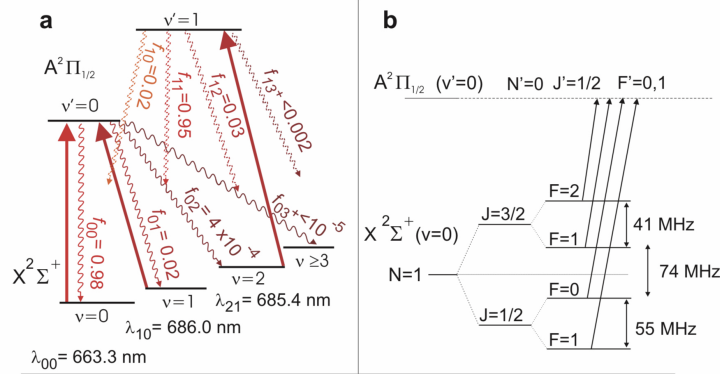 a
ν'=1
A²Π₁/₂
ν'=0
f₁₀=0.02
f₁₁=0.95
f₁₂=0.03
f₁₃₊<0.002
f₀₀=0.98
f₀₁=0.02
f₀₂= 4 x10⁻⁴
f₀₃₊<10⁻⁵
X²Σ⁺
ν=0
ν=1
ν=2
ν≥3
λ₂₁= 685.4 nm
λ₁₀= 686.0 nm
λ₀₀= 663.3 nm
b
A²Π₁/₂ (v'=0) N'=0 J'=1/2 F'=0,1
F=2
J=3/2
41 MHz
X ²Σ⁺ (v=0)
F=1
N=1
74 MHz
F=0
J=1/2
55 MHz
F=1